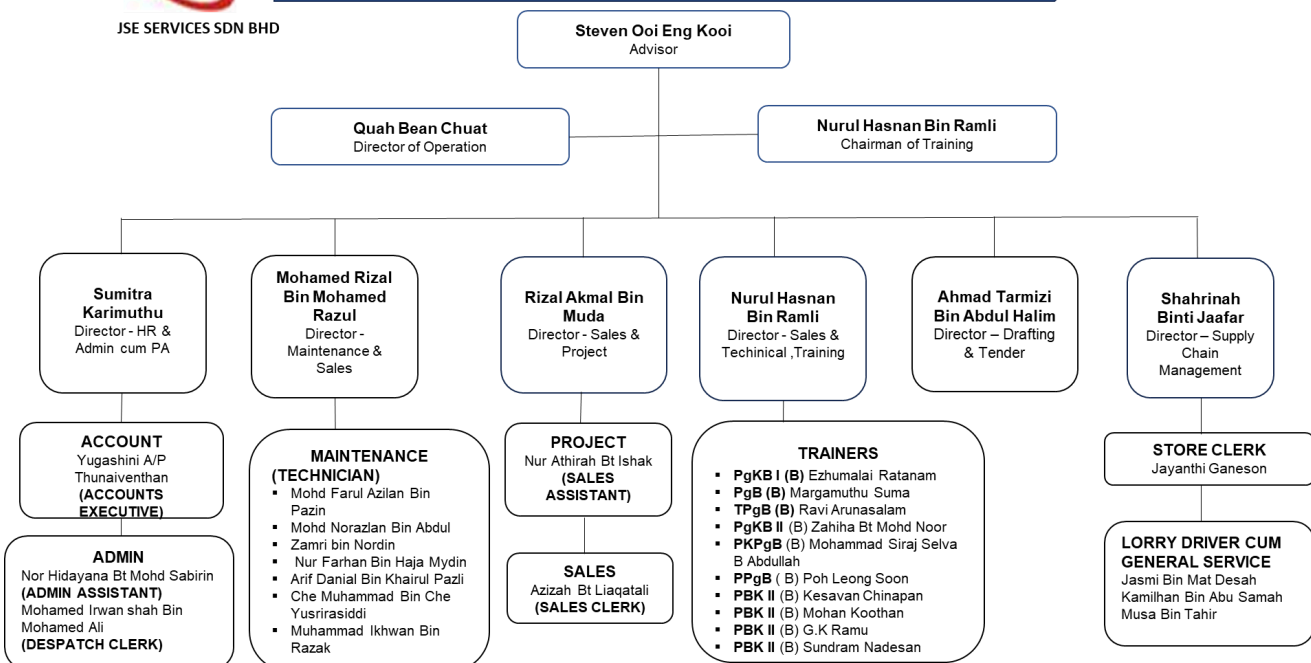 JSE SERVICES SDN BHD
Steven Ooi Eng Kooi
Advisor
Quah Bean Chuat
Director of Operation
Nurul Hasnan Bin Ramli
Chairman of Training
Sumitra
Karimuthu
Director - HR &
Admin cum PA
Mohamed Rizal
Bin Mohamed
Razul
Director -
Maintenance &
Sales
Rizal Akmal Bin
Muda
Director - Sales &
Project
Nurul Hasnan
Bin Ramli
Director - Sales &
Techinical ,Training
Ahmad Tarmizi
Bin Abdul Halim
Director – Drafting
& Tender
Shahrinah
Binti Jaafar
Director – Supply
Chain
Management
ACCOUNT
Yugashini A/P
Thunaiventhan
(ACCOUNTS
EXECUTIVE)
ADMIN
Nor Hidayana Bt Mohd Sabirin
(ADMIN ASSISTANT)
Mohamed Irwan shah Bin
Mohamed Ali
(DESPATCH CLERK)
MAINTENANCE
(TECHNICIAN)
▪ Mohd Farul Azilan Bin
Pazin
▪ Mohd Norazlan Bin Abdul
▪ Zamri bin Nordin
▪ Nur Farhan Bin Haja Mydin
▪ Arif Danial Bin Khairul Pazli
▪ Che Muhammad Bin Che
Yusrirasiddi
▪ Muhammad Ikhwan Bin
Razak
PROJECT
Nur Athirah Bt Ishak
(SALES
ASSISTANT)
SALES
Azizah Bt Liaqatali
(SALES CLERK)
TRAINERS
▪ PgKB I (B) Ezhumalai Ratanam
▪ PgB (B) Margamuthu Suma
▪ TPgB (B) Ravi Arunasalam
▪ PgKB II (B) Zahiha Bt Mohd Noor
▪ PKPgB (B) Mohammad Siraj Selva
B Abdullah
▪ PPgB ( B) Poh Leong Soon
▪ PBK II (B) Kesavan Chinapan
▪ PBK II (B) Mohan Koothan
▪ PBK II (B) G.K Ramu
▪ PBK II (B) Sundram Nadesan
STORE CLERK
Jayanthi Ganeson
LORRY DRIVER CUM
GENERAL SERVICE
Jasmi Bin Mat Desah
Kamilhan Bin Abu Samah
Musa Bin Tahir